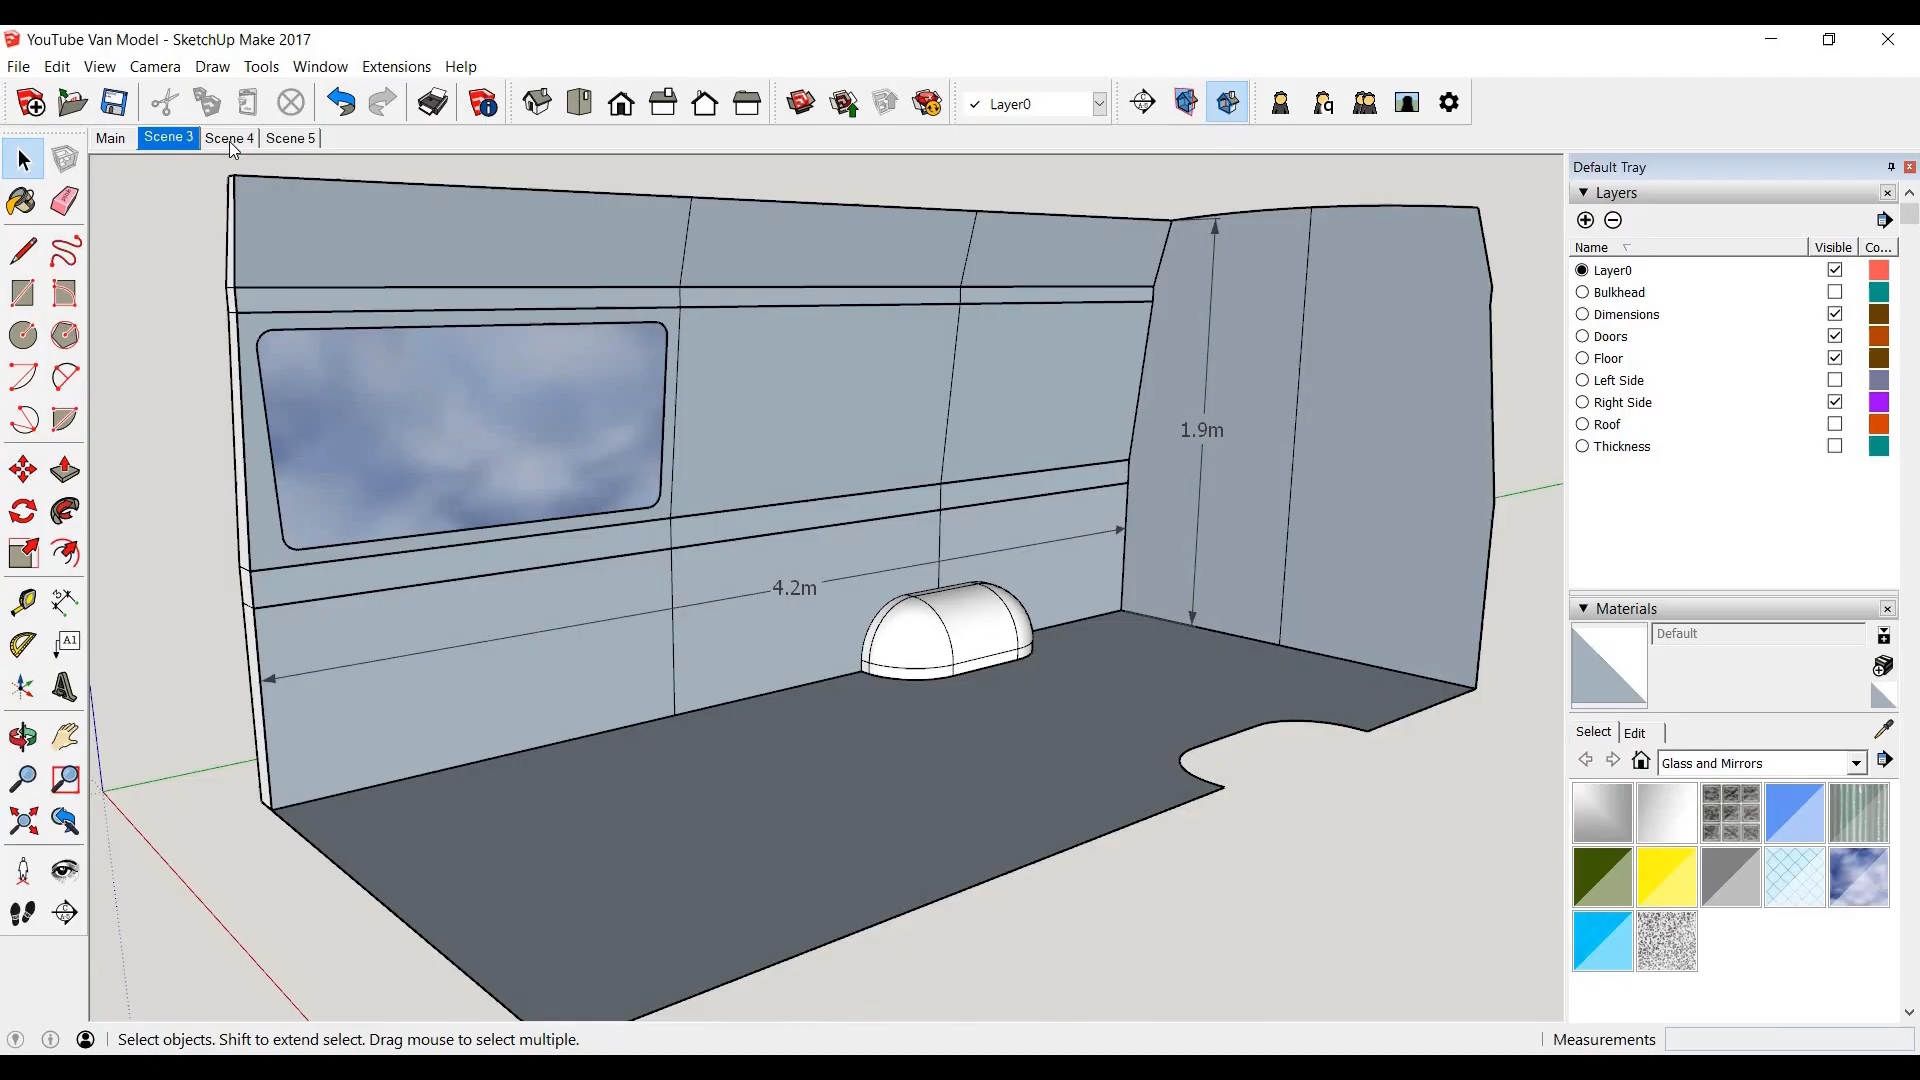 YouTube Van Model - SketchUp Make 2017
File Edit View Camera Draw Tools Window Extensions Help
Layer0
Main Scene 3 Scene 4 Scene 5
Default Tray
Layers
Name Visible Co...
Layer0
Bulkhead
Dimensions
Doors
Floor
Left Side
Right Side
Roof
Thickness
1.9m
4.2m
A1
Materials
Default
Select Edit
Glass and Mirrors
Select objects. Shift to extend select. Drag mouse to select multiple.
Measurements